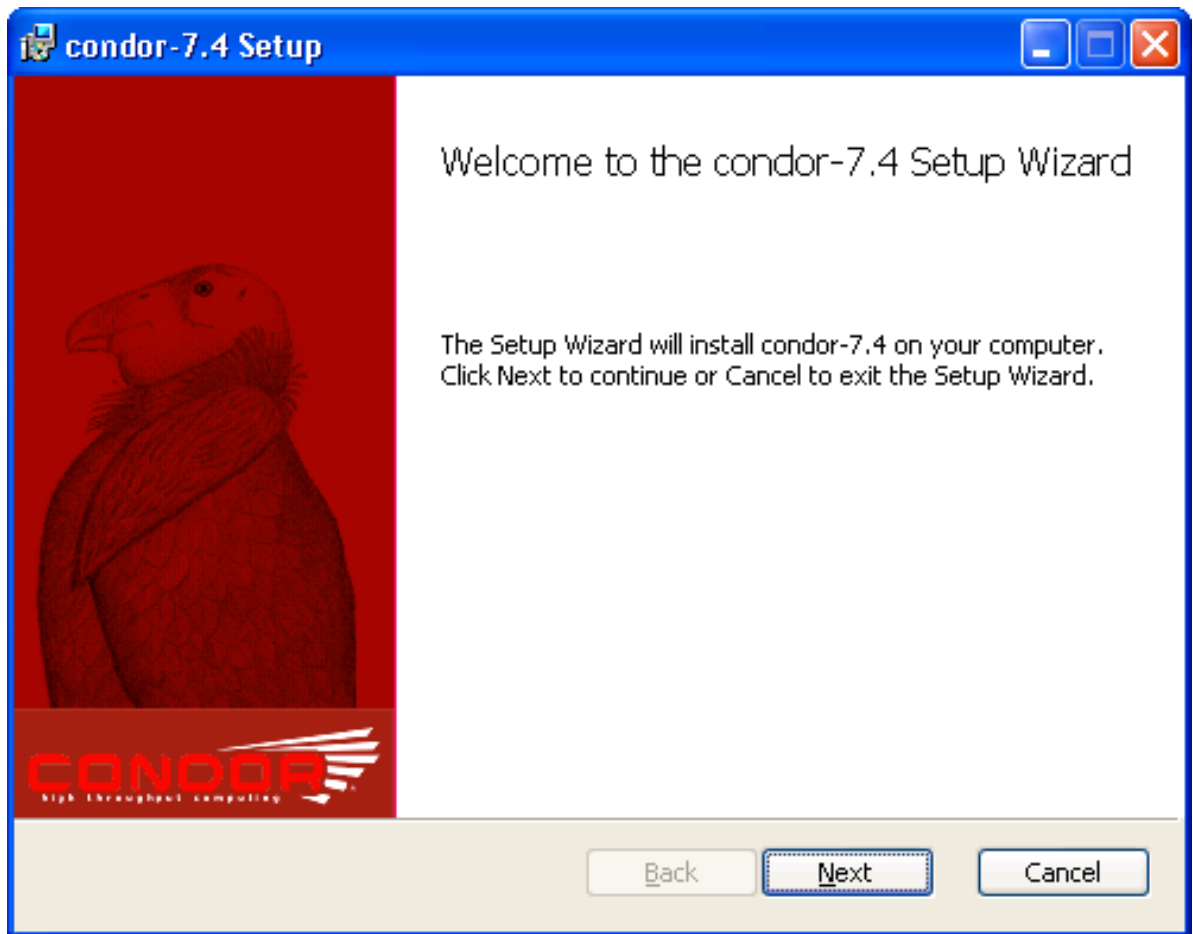 condor-7.4 Setup
Welcome to the condor-7.4 Setup Wizard
The Setup Wizard will install condor-7.4 on your computer.
Click Next to continue or Cancel to exit the Setup Wizard.
CONDOR
high throughput computing
Back
Next
Cancel